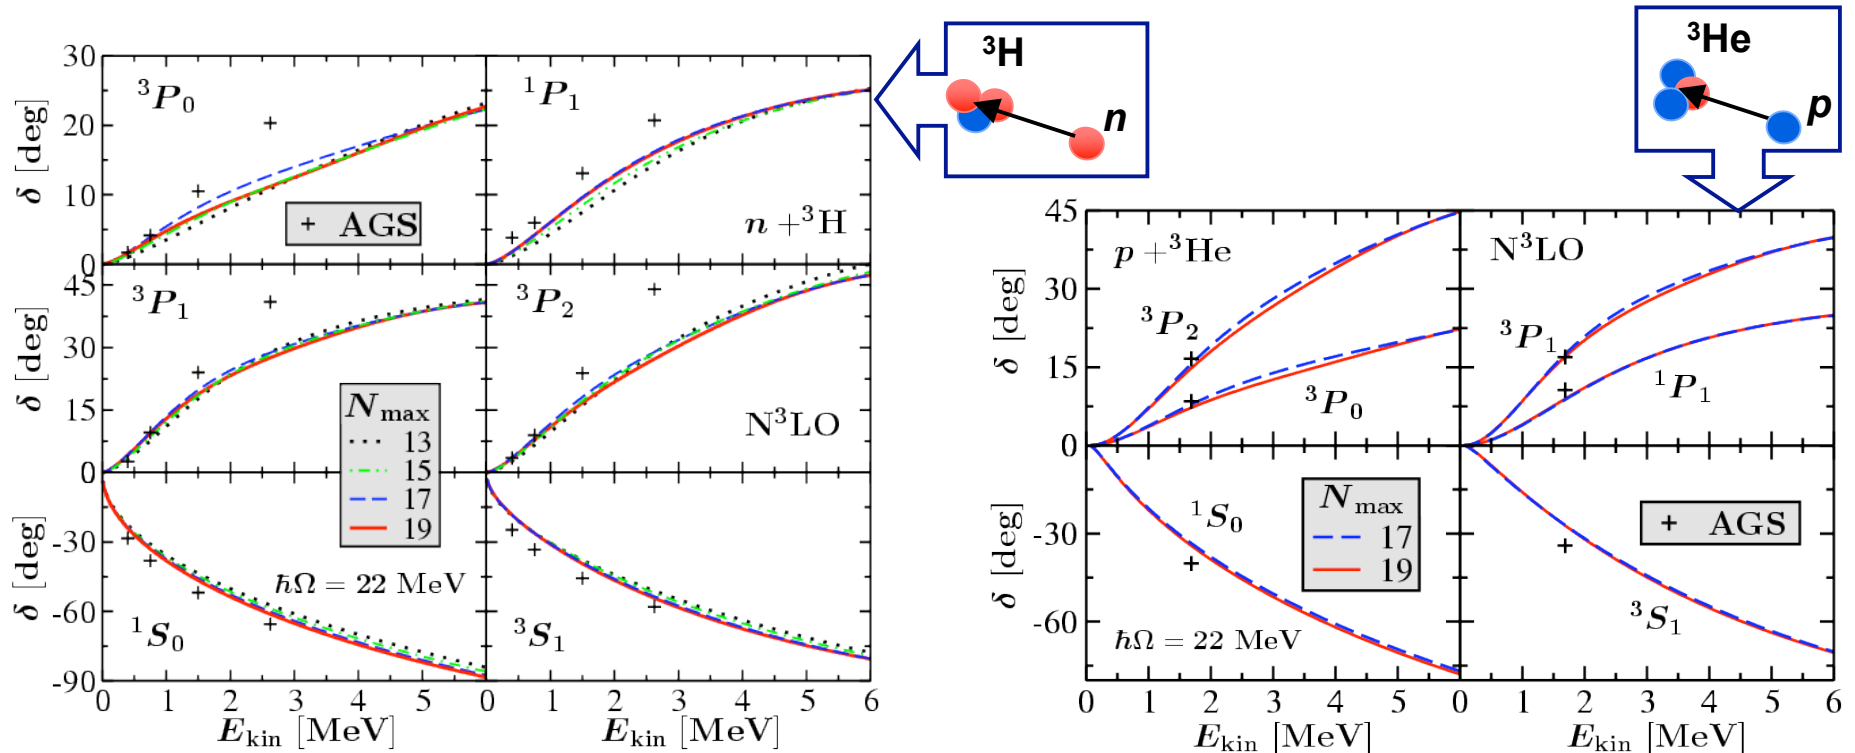 ³H
n
³He
p
30
20
10
0
δ [deg]
³P₀
+ AGS
¹P₁
n + ³H
45
30
15
0
δ [deg]
³P₁
N_max
13
15
17
19
³P₂
N³LO
-30
-60
-90
δ [deg]
ħΩ = 22 MeV
¹S₀
³S₁
0 1 2 3 4 5 0 1 2 3 4 5 6
E_kin [MeV]
E_kin [MeV]
45
30
15
0
δ [deg]
p + ³He
³P₂
³P₀
N³LO
³P₁
¹P₁
-30
-60
δ [deg]
¹S₀
N_max
17
19
ħΩ = 22 MeV
+ AGS
³S₁
0 1 2 3 4 5 0 1 2 3 4 5 6
E_kin [MeV]
E_kin [MeV]